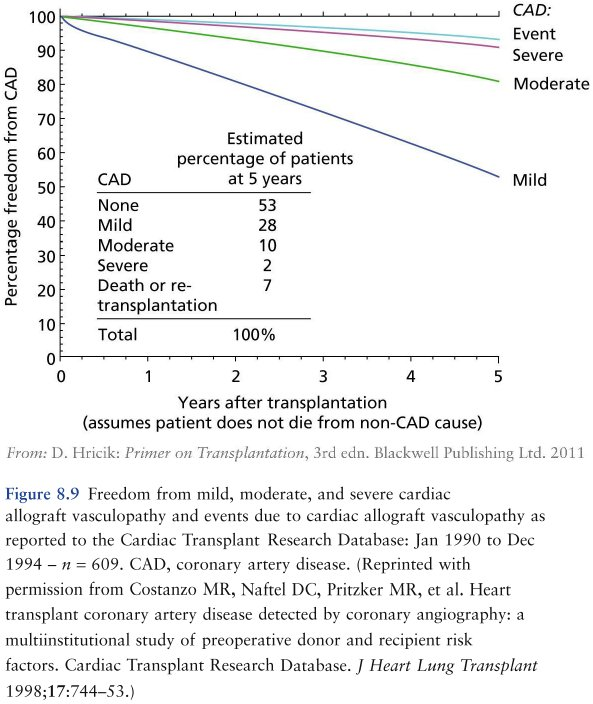 CAD:
Event
Severe
Moderate
Mild
Percentage freedom from CAD
100
90
80
70
60
50
40
30
20
10
0
Estimated
percentage of patients
CAD at 5 years
None 53
Mild 28
Moderate 10
Severe 2
Death or re- 7
transplantation
Total 100%
0 1 2 3 4 5
Years after transplantation
(assumes patient does not die from non-CAD cause)
From: D. Hricik: Primer on Transplantation, 3rd edn. Blackwell Publishing Ltd. 2011
Figure 8.9 Freedom from mild, moderate, and severe cardiac
allograft vasculopathy and events due to cardiac allograft vasculopathy as
reported to the Cardiac Transplant Research Database: Jan 1990 to Dec
1994 – n = 609. CAD, coronary artery disease. (Reprinted with
permission from Costanzo MR, Naftel DC, Pritzker MR, et al. Heart
transplant coronary artery disease detected by coronary angiography: a
multiinstitutional study of preoperative donor and recipient risk
factors. Cardiac Transplant Research Database. J Heart Lung Transplant
1998;17:744–53.)